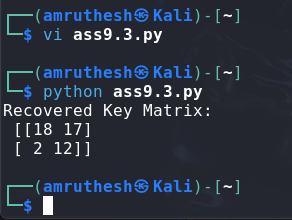 ┌──(amruthesh㉿Kali)-[~]
└─$ vi ass9.3.py
┌──(amruthesh㉿Kali)-[~]
└─$ python ass9.3.py
Recovered Key Matrix:
 [[18 17]
 [ 2 12]]
┌──(amruthesh㉿Kali)-[~]
└─$